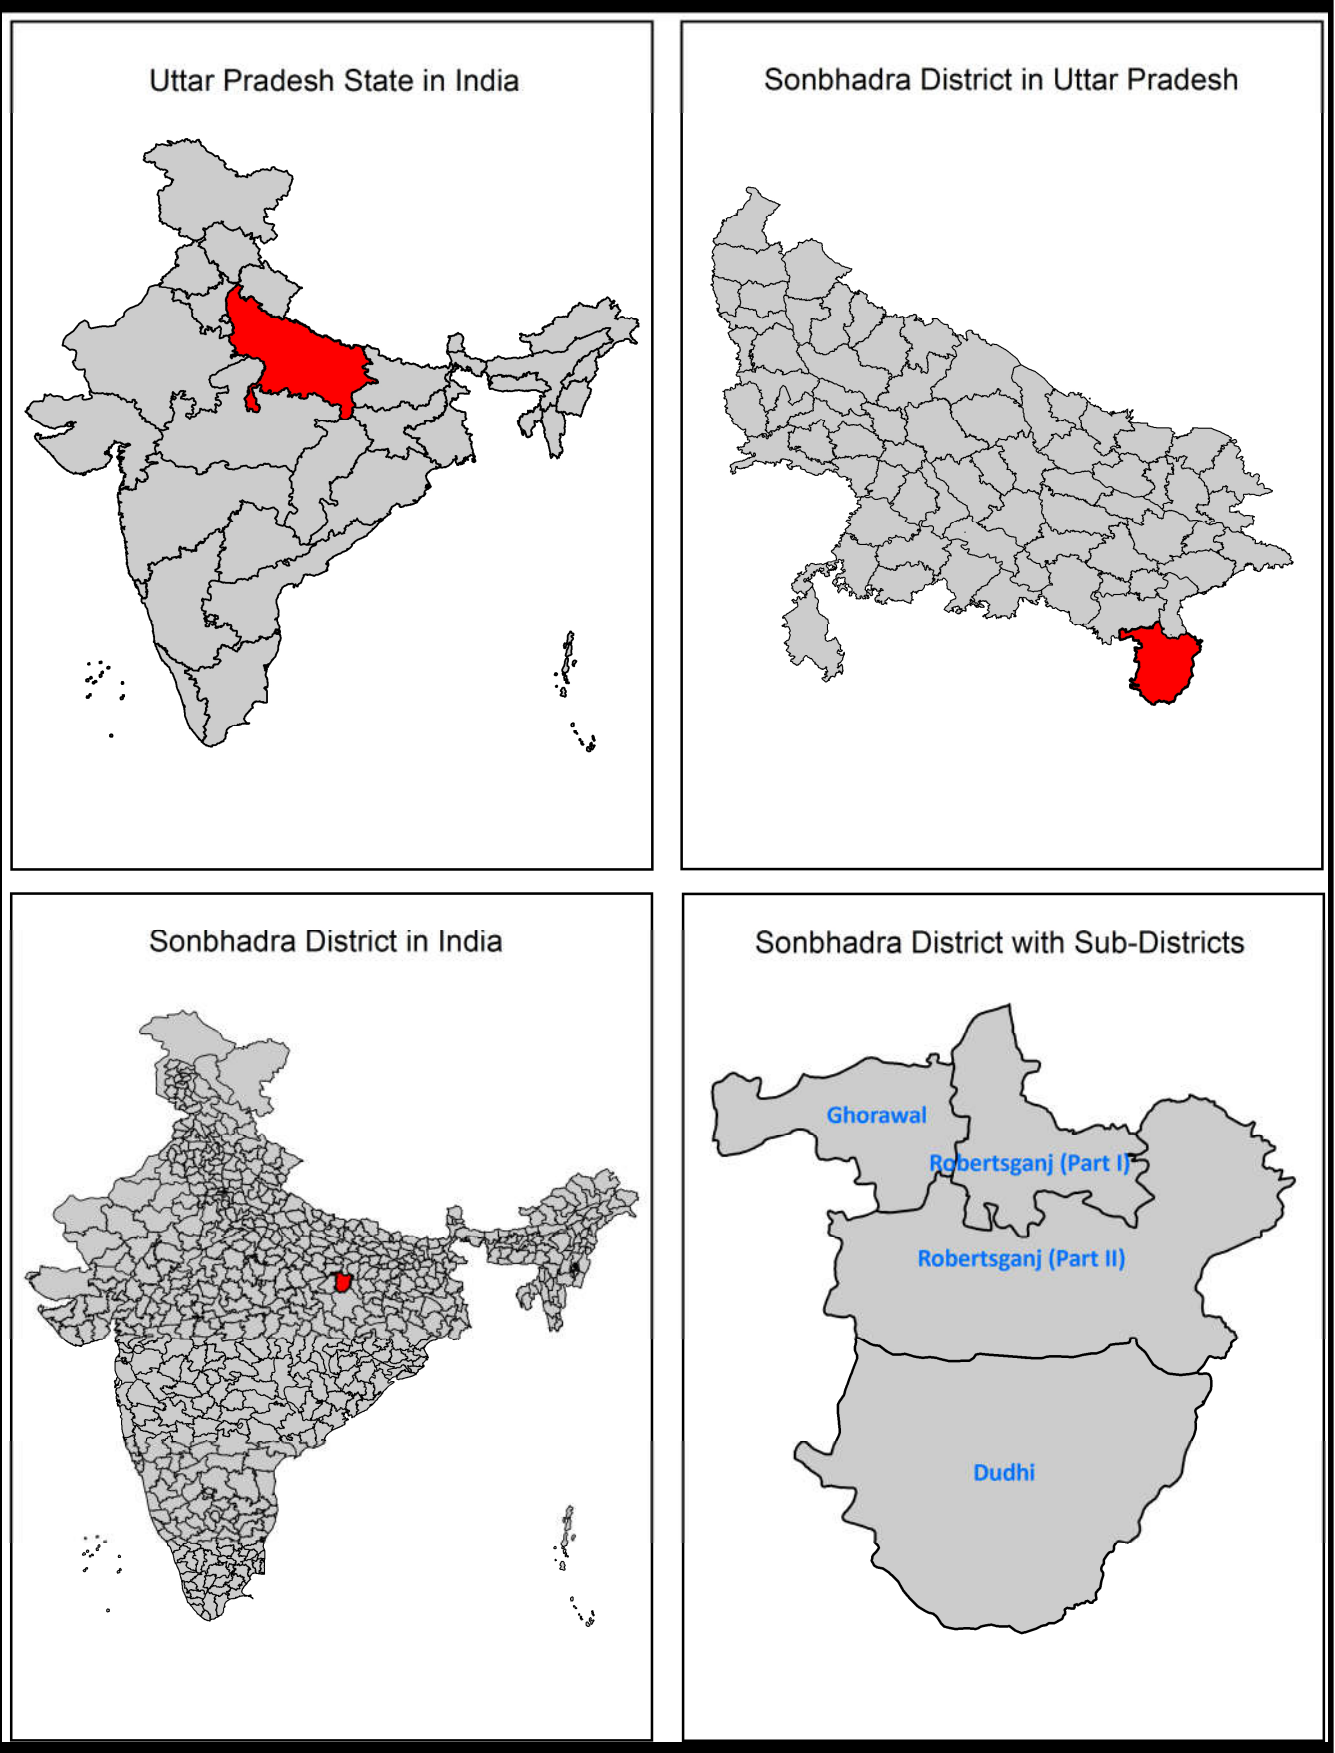 Uttar Pradesh State in India
Sonbhadra District in Uttar Pradesh
Sonbhadra District in India
Sonbhadra District with Sub-Districts
Ghorawal
Robertsganj (Part I)
Robertsganj (Part II)
Dudhi